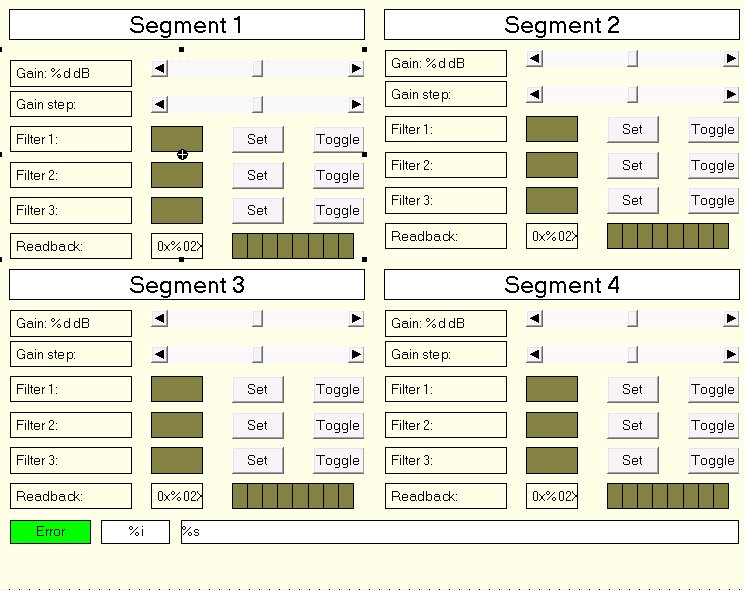 Segment 1
Gain: %d dB
Gain step:
Filter 1:
Set
Toggle
Filter 2:
Set
Toggle
Filter 3:
Set
Toggle
Readback:
0x%02
Segment 2
Gain: %d dB
Gain step:
Filter 1:
Set
Toggle
Filter 2:
Set
Toggle
Filter 3:
Set
Toggle
Readback:
0x%02
Segment 3
Gain: %d dB
Gain step:
Filter 1:
Set
Toggle
Filter 2:
Set
Toggle
Filter 3:
Set
Toggle
Readback:
0x%02
Segment 4
Gain: %d dB
Gain step:
Filter 1:
Set
Toggle
Filter 2:
Set
Toggle
Filter 3:
Set
Toggle
Readback:
0x%02
Error
%i
%s